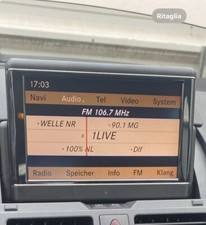 Ritaglia
17:03
Navi Audio Tel Video System
FM 106.7 MHz
WELLE NR 90.1 MG
1LIVE
100% NL Dlf
Radio Speicher Info FM Klang